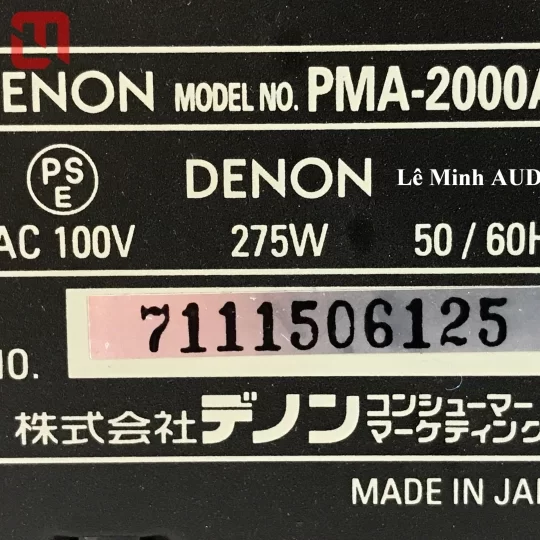 DENON MODEL NO. PMA-2000A
PS E DENON Lê Minh AUD
AC 100V 275W 50 / 60H
NO. 7111506125
株式会社デノン コンシューマー
マーケティング
MADE IN JA